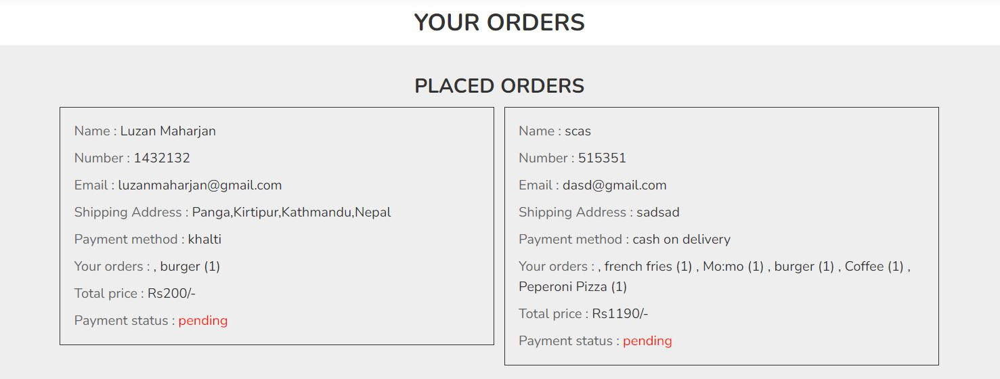 YOUR ORDERS
PLACED ORDERS
Name : Luzan Maharjan
Number : 1432132
Email : luzanmaharjan@gmail.com
Shipping Address : Panga,Kirtipur,Kathmandu,Nepal
Payment method : khalti
Your orders : , burger (1)
Total price : Rs200/-
Payment status : pending
Name : scas
Number : 515351
Email : dasd@gmail.com
Shipping Address : sadsad
Payment method : cash on delivery
Your orders : , french fries (1) , Mo:mo (1) , burger (1) , Coffee (1) ,
Peperoni Pizza (1)
Total price : Rs1190/-
Payment status : pending